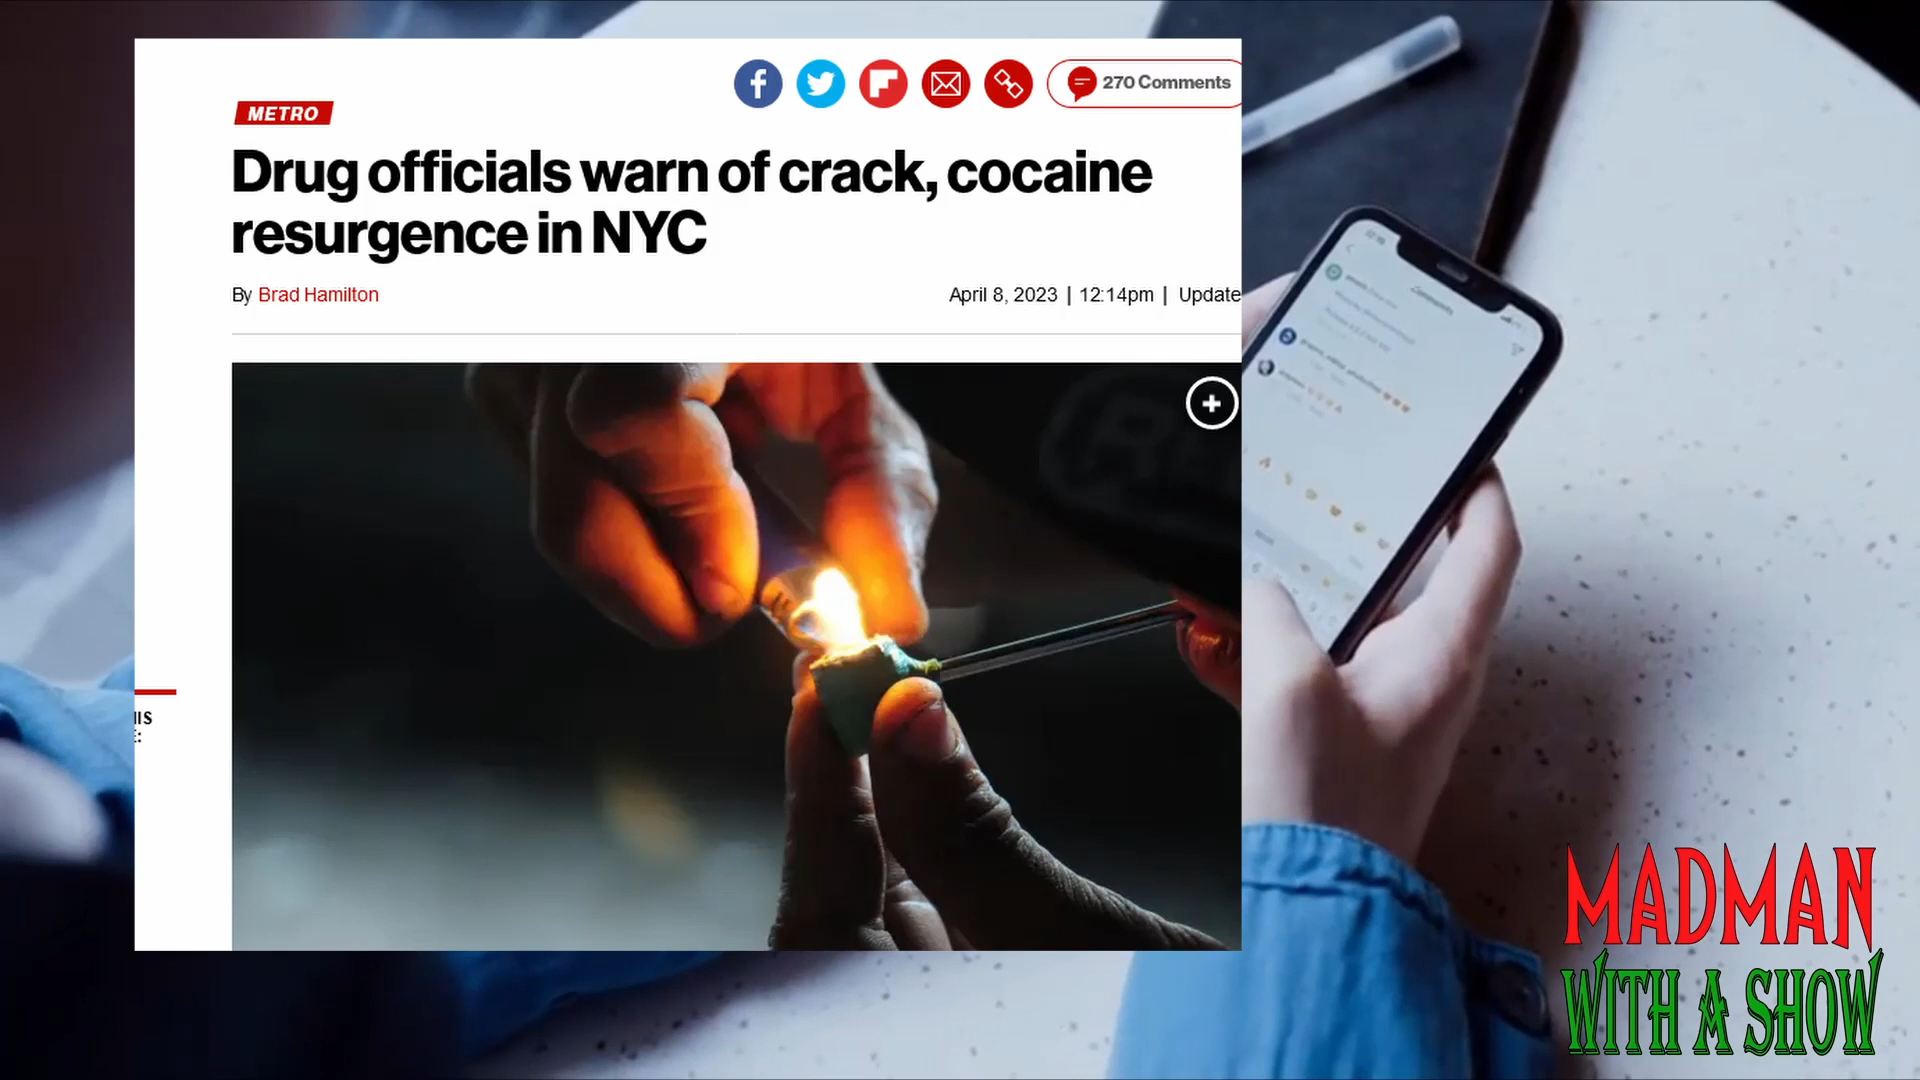 270 Comments
METRO
Drug officials warn of crack, cocaine
resurgence in NYC
By Brad Hamilton
April 8, 2023 | 12:14pm | Update
Comments
MADMAN
WITH A SHOW